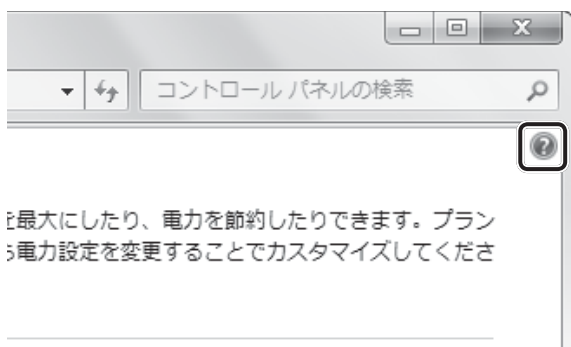 コントロール パネルの検索
を最大にしたり、電力を節約したりできます。プラン
電力設定を変更することでカスタマイズしてくださ